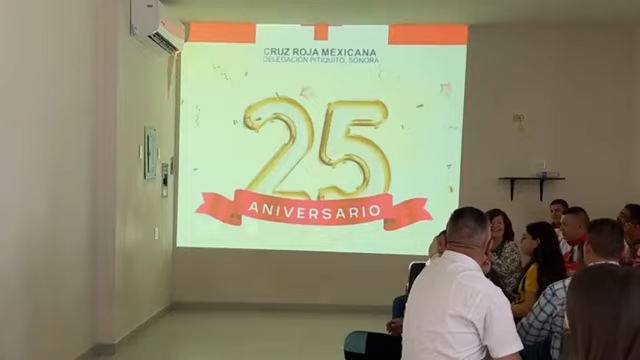 CRUZ ROJA MEXICANA
DELEGACIÓN PITIQUITO, SONORA
25
ANIVERSARIO